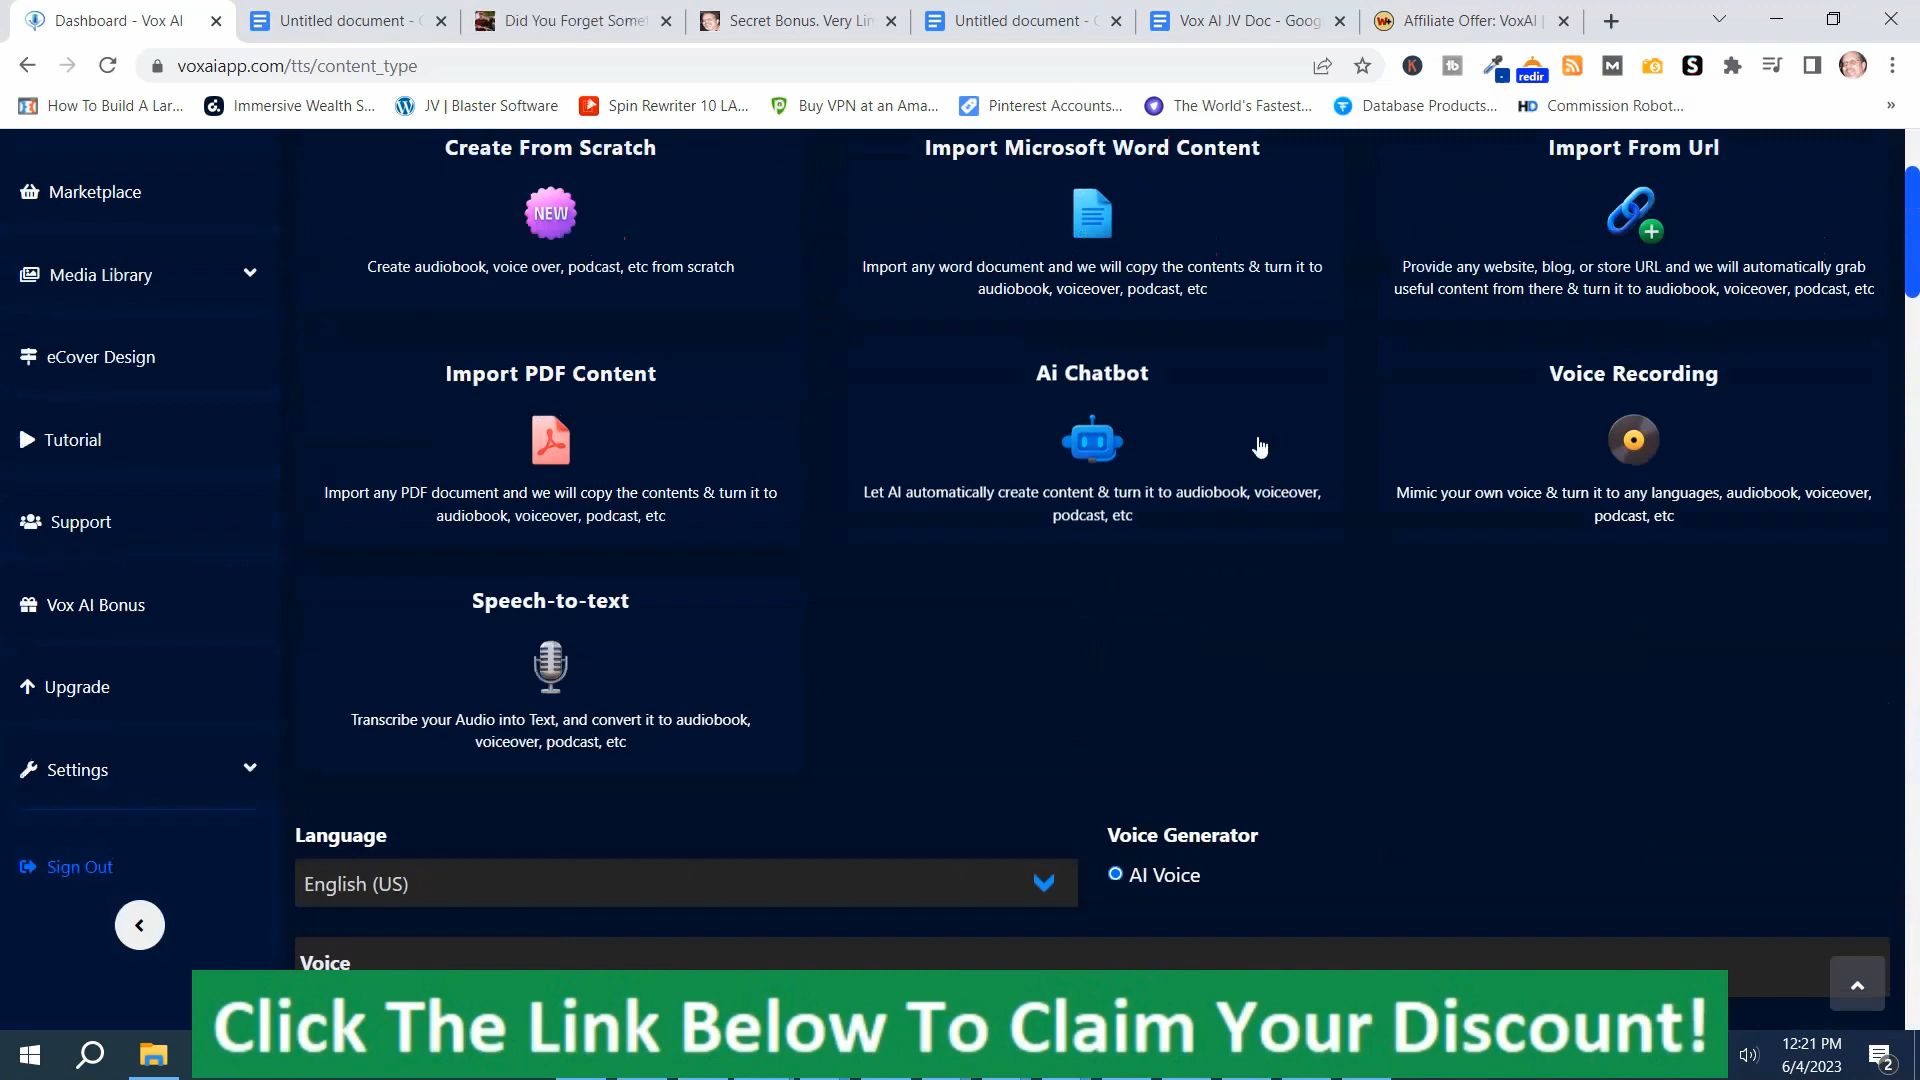 Dashboard - Vox AI
Untitled document - G
Did You Forget Somet
Secret Bonus. Very Lim
Untitled document - G
Vox AI JV Doc - Goog
Affiliate Offer: VoxAI |
voxaiapp.com/tts/content_type
redir
How To Build A Lar...
Immersive Wealth S...
JV | Blaster Software
Spin Rewriter 10 LA...
Buy VPN at an Ama...
Pinterest Accounts...
The World's Fastest...
Database Products...
HD
Commission Robot...
»
Marketplace
Media Library
eCover Design
Tutorial
Support
Vox AI Bonus
Upgrade
Settings
Sign Out
Create From Scratch
NEW
Create audiobook, voice over, podcast, etc from scratch
Import Microsoft Word Content
Import any word document and we will copy the contents & turn it to
audiobook, voiceover, podcast, etc
Import From Url
Provide any website, blog, or store URL and we will automatically grab
useful content from there & turn it to audiobook, voiceover, podcast, etc
Import PDF Content
Import any PDF document and we will copy the contents & turn it to
audiobook, voiceover, podcast, etc
Ai Chatbot
Let AI automatically create content & turn it to audiobook, voiceover,
podcast, etc
Voice Recording
Mimic your own voice & turn it to any languages, audiobook, voiceover,
podcast, etc
Speech-to-text
Transcribe your Audio into Text, and convert it to audiobook,
voiceover, podcast, etc
Language
English (US)
Voice Generator
AI Voice
Voice
Click The Link Below To Claim Your Discount!
12:21 PM
6/4/2023
2